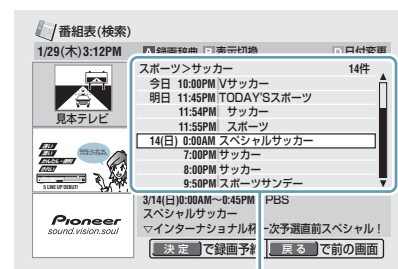 番組表(検索)
1/29(木)3:12PM
A 録画辞典 B 表示切換 D 日付変更
スポーツ>サッカー 14件
今日 10:00PM Vサッカー
明日 11:45PM TODAY'Sスポーツ
11:54PM サッカー
11:55PM スポーツ
14(日) 0:00AM スペシャルサッカー
7:00PM サッカー
8:00PM サッカー
9:50PM スポーツサンデー
見本テレビ
5 LINE UP DEBUT!
Pioneer
sound.vision.soul
3/14(日)0:00AM～0:45PM PBS
スペシャルサッカー
▽インターナショナル杯一次予選直前スペシャル！
決定 で録画予約 戻る で前の画面